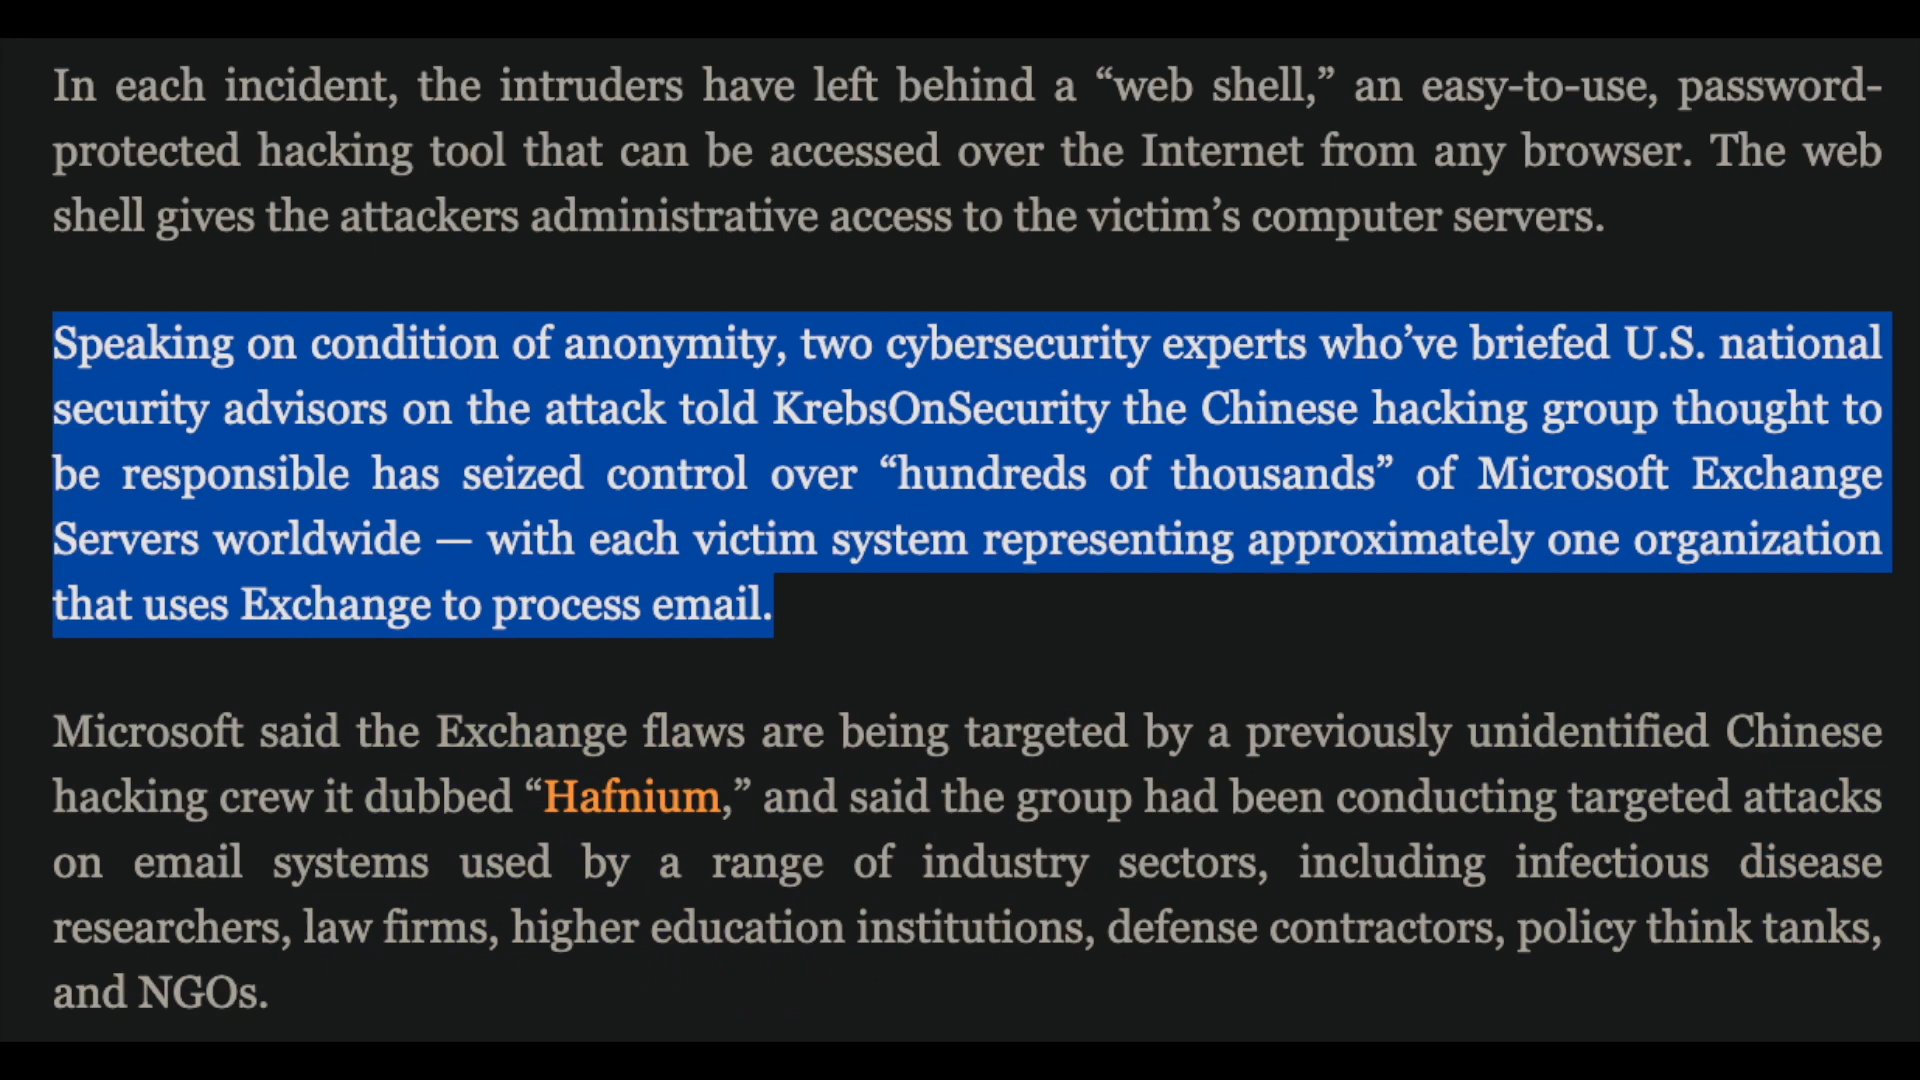 In each incident, the intruders have left behind a “web shell,” an easy-to-use, password-
protected hacking tool that can be accessed over the Internet from any browser. The web
shell gives the attackers administrative access to the victim’s computer servers.
Speaking on condition of anonymity, two cybersecurity experts who’ve briefed U.S. national
security advisors on the attack told KrebsOnSecurity the Chinese hacking group thought to
be responsible has seized control over “hundreds of thousands” of Microsoft Exchange
Servers worldwide — with each victim system representing approximately one organization
that uses Exchange to process email.
Microsoft said the Exchange flaws are being targeted by a previously unidentified Chinese
hacking crew it dubbed “Hafnium,” and said the group had been conducting targeted attacks
on email systems used by a range of industry sectors, including infectious disease
researchers, law firms, higher education institutions, defense contractors, policy think tanks,
and NGOs.